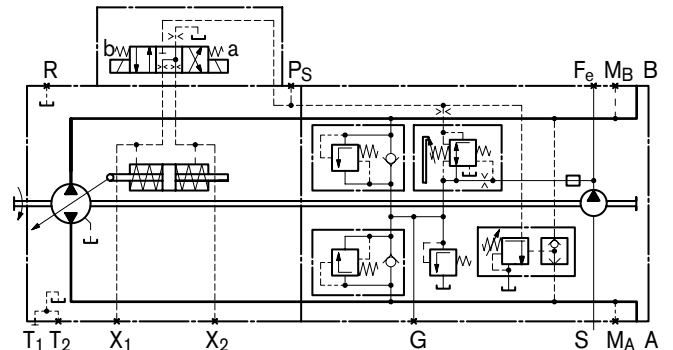 b a
R P_S F_e M_B B
T_1 T_2 X_1 X_2 G S M_A A